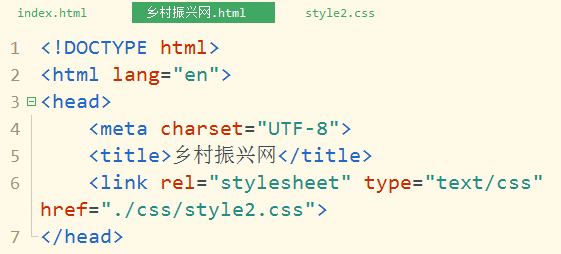 index.html 乡村振兴网.html style2.css
1 <!DOCTYPE html>
2 <html lang="en">
3 <head>
4 <meta charset="UTF-8">
5 <title>乡村振兴网</title>
6 <link rel="stylesheet" type="text/css"
href="./css/style2.css">
7 </head>